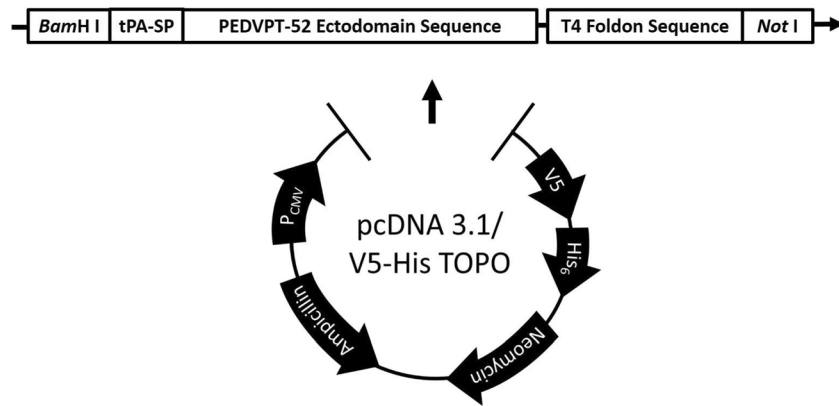 BamH I tPA-SP PEDVPT-52 Ectodomain Sequence T4 Foldon Sequence Not I
PCMV
V5
pcDNA 3.1/
V5-His TOPO
His6
Ampicillin
Neomycin